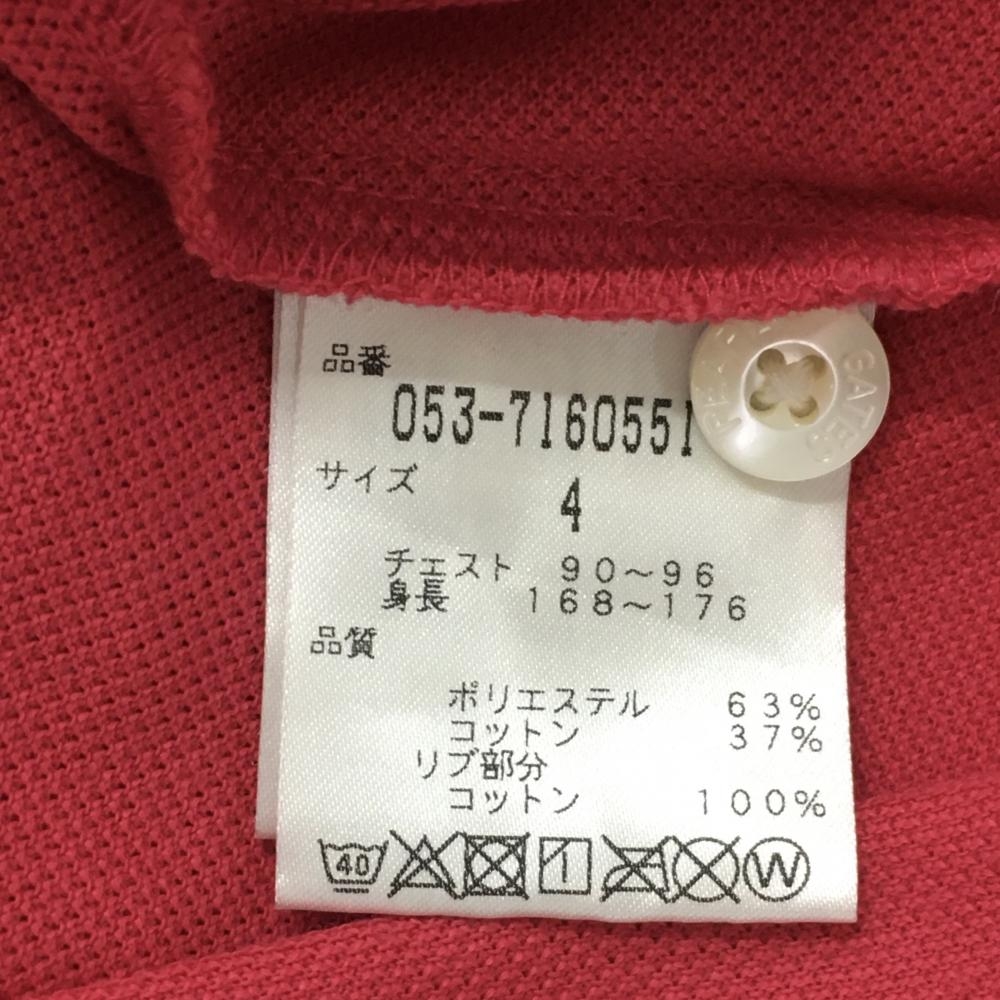 品番
053-7160551
サイズ
4
チェスト 90～96
身長 168～176
品質
ポリエステル 63%
コットン 37%
リブ部分
コットン 100%
40
W
GATES